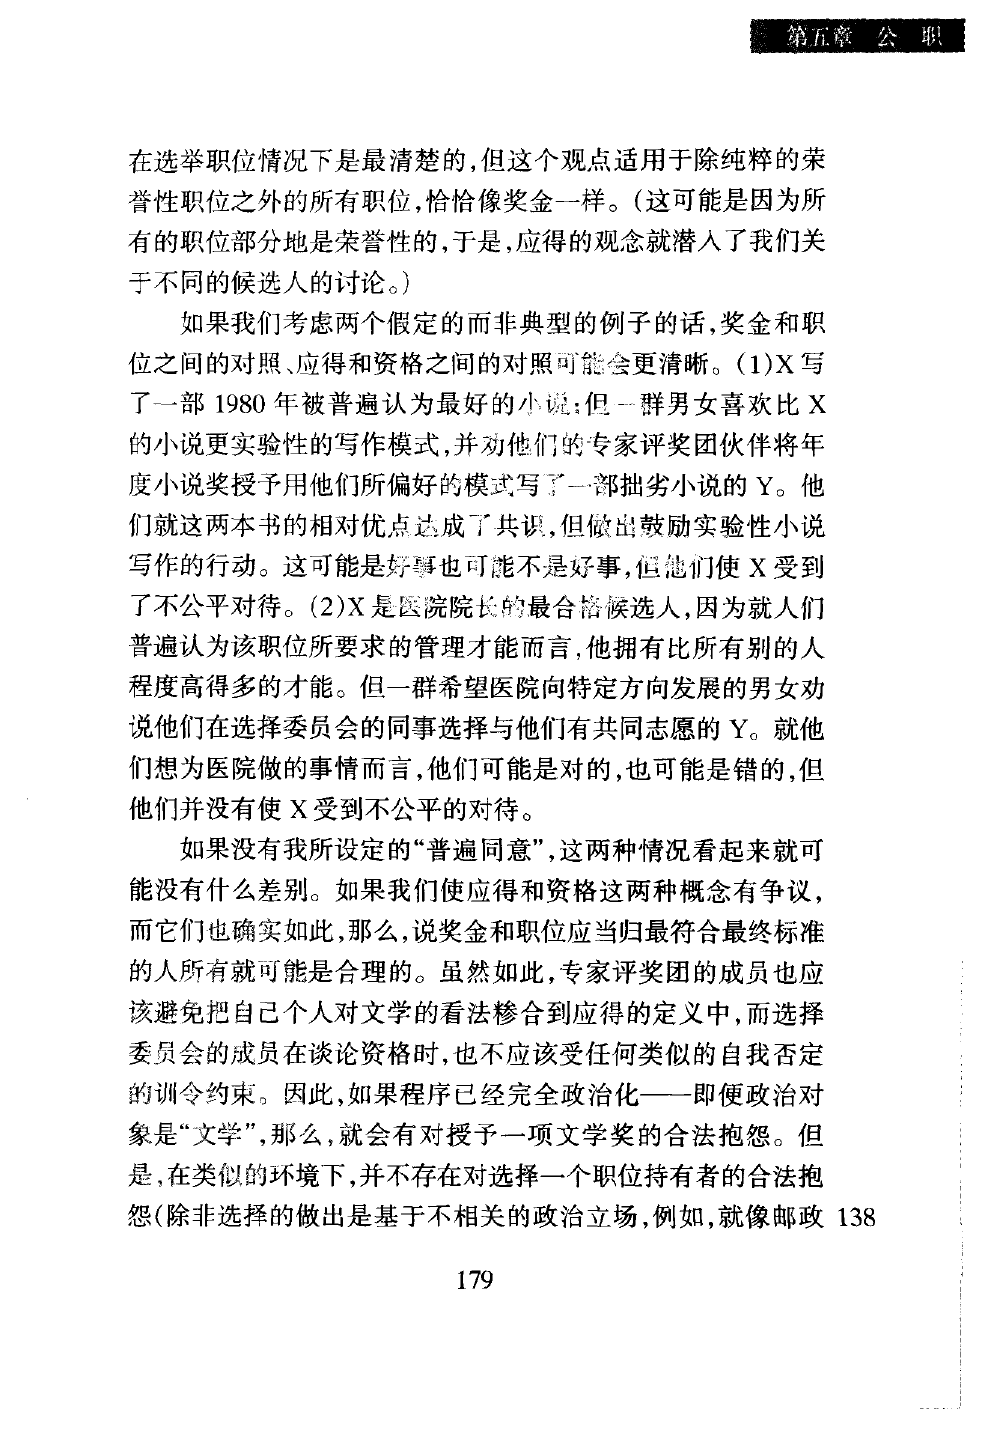 第五章 公 职
在选举职位情况下是最清楚的,但这个观点适用于除纯粹的荣
誉性职位之外的所有职位,恰恰像奖金一样。(这可能是因为所
有的职位部分地是荣誉性的,于是,应得的观念就潜入了我们关
于不同的候选人的讨论。)
如果我们考虑两个假定的而非典型的例子的话,奖金和职
位之间的对照、应得和资格之间的对照可能会更清晰。(1)X写
了一部 1980 年被普遍认为最好的小说;但一群男女喜欢比 X
的小说更实验性的写作模式,并劝他们的专家评奖团伙伴将年
度小说奖授予用他们所偏好的模式写了一部拙劣小说的 Y。他
们就这两本书的相对优点达成了共识,但做出鼓励实验性小说
写作的行动。这可能是好事也可能不是好事,但他们使 X 受到
了不公平对待。(2)X是医院院长的最合格候选人,因为就人们
普遍认为该职位所要求的管理才能而言,他拥有比所有别的人
程度高得多的才能。但一群希望医院向特定方向发展的男女劝
说他们在选择委员会的同事选择与他们有共同志愿的 Y。就他
们想为医院做的事情而言,他们可能是对的,也可能是错的,但
他们并没有使 X 受到不公平的对待。
如果没有我所设定的“普遍同意”,这两种情况看起来就可
能没有什么差别。如果我们使应得和资格这两种概念有争议,
而它们也确实如此,那么,说奖金和职位应当归最符合最终标准
的人所有就可能是合理的。虽然如此,专家评奖团的成员也应
该避免把自己个人对文学的看法糁合到应得的定义中,而选择
委员会的成员在谈论资格时,也不应该受任何类似的自我否定
的训令约束。因此,如果程序已经完全政治化——即便政治对
象是“文学”,那么,就会有对授予一项文学奖的合法抱怨。但
是,在类似的环境下,并不存在对选择一个职位持有者的合法抱
怨(除非选择的做出是基于不相关的政治立场,例如,就像邮政 138
179